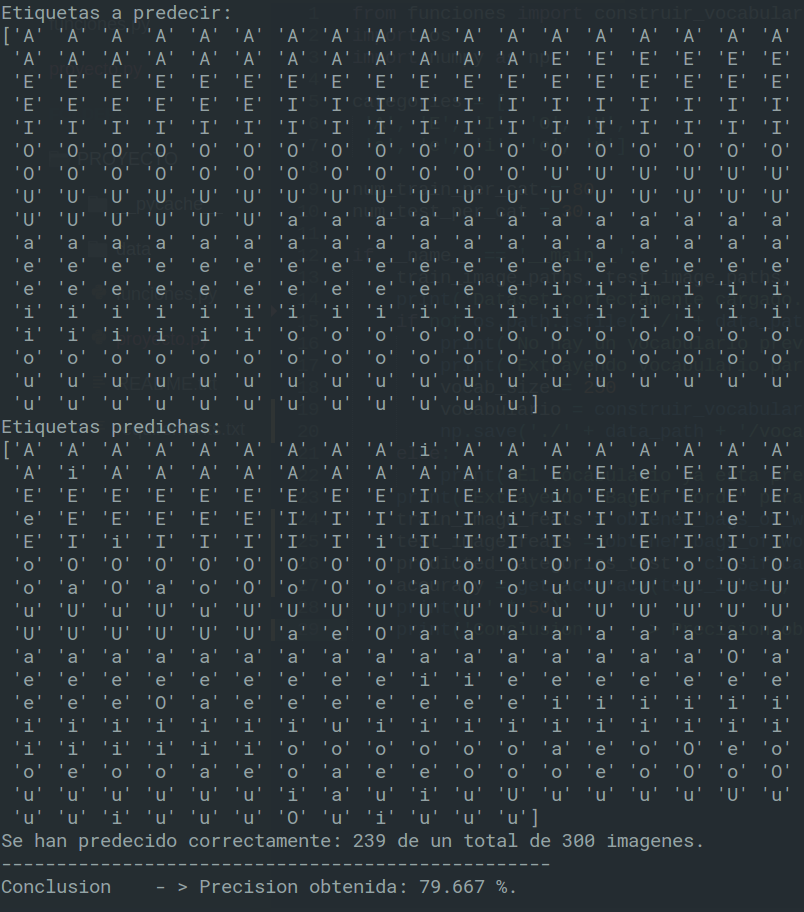 Etiquetas a predecir:
['A' 'A' 'A' 'A' 'A' 'A' 'A' 'A' 'A' 'A' 'A' 'A' 'A' 'A' 'A' 'A' 'A' 'A'
'A' 'A' 'A' 'A' 'A' 'A' 'A' 'A' 'A' 'A' 'A' 'A' 'E' 'E' 'E' 'E' 'E' 'E'
'E' 'E' 'E' 'E' 'E' 'E' 'E' 'E' 'E' 'E' 'E' 'E' 'E' 'E' 'E' 'E' 'E' 'E'
'E' 'E' 'E' 'E' 'E' 'E' 'I' 'I' 'I' 'I' 'I' 'I' 'I' 'I' 'I' 'I' 'I' 'I'
'I' 'I' 'I' 'I' 'I' 'I' 'I' 'I' 'I' 'I' 'I' 'I' 'I' 'I' 'I' 'I' 'I' 'I'
'O' 'O' 'O' 'O' 'O' 'O' 'O' 'O' 'O' 'O' 'O' 'O' 'O' 'O' 'O' 'O' 'O' 'O'
'O' 'O' 'O' 'O' 'O' 'O' 'O' 'O' 'O' 'O' 'O' 'O' 'U' 'U' 'U' 'U' 'U' 'U'
'U' 'U' 'U' 'U' 'U' 'U' 'U' 'U' 'U' 'U' 'U' 'U' 'U' 'U' 'U' 'U' 'U' 'U'
'U' 'U' 'U' 'U' 'U' 'U' 'a' 'a' 'a' 'a' 'a' 'a' 'a' 'a' 'a' 'a' 'a' 'a'
'a' 'a' 'a' 'a' 'a' 'a' 'a' 'a' 'a' 'a' 'a' 'a' 'a' 'a' 'a' 'a' 'a' 'a'
'e' 'e' 'e' 'e' 'e' 'e' 'e' 'e' 'e' 'e' 'e' 'e' 'e' 'e' 'e' 'e' 'e' 'e'
'e' 'e' 'e' 'e' 'e' 'e' 'e' 'e' 'e' 'e' 'e' 'e' 'i' 'i' 'i' 'i' 'i' 'i'
'i' 'i' 'i' 'i' 'i' 'i' 'i' 'i' 'i' 'i' 'i' 'i' 'i' 'i' 'i' 'i' 'i' 'i'
'i' 'i' 'i' 'i' 'i' 'i' 'o' 'o' 'o' 'o' 'o' 'o' 'o' 'o' 'o' 'o' 'o' 'o'
'o' 'o' 'o' 'o' 'o' 'o' 'o' 'o' 'o' 'o' 'o' 'o' 'o' 'o' 'o' 'o' 'o' 'o'
'u' 'u' 'u' 'u' 'u' 'u' 'u' 'u' 'u' 'u' 'u' 'u' 'u' 'u' 'u' 'u' 'u' 'u'
'u' 'u' 'u' 'u' 'u' 'u' 'u' 'u' 'u' 'u' 'u' 'u']
Etiquetas predichas:
['A' 'A' 'A' 'A' 'A' 'A' 'A' 'A' 'A' 'i' 'A' 'A' 'A' 'A' 'A' 'A' 'A' 'A'
'A' 'i' 'A' 'A' 'A' 'A' 'A' 'A' 'A' 'A' 'A' 'a' 'E' 'E' 'e' 'E' 'I' 'E'
'E' 'E' 'E' 'E' 'E' 'E' 'E' 'E' 'E' 'I' 'E' 'E' 'i' 'E' 'E' 'E' 'E' 'E'
'e' 'E' 'E' 'E' 'E' 'E' 'I' 'I' 'I' 'I' 'I' 'i' 'I' 'I' 'I' 'I' 'e' 'I'
'E' 'I' 'i' 'I' 'I' 'I' 'I' 'I' 'i' 'I' 'I' 'I' 'I' 'i' 'E' 'I' 'I' 'I'
'o' 'O' 'O' 'O' 'O' 'O' 'O' 'O' 'O' 'O' 'o' 'O' 'O' 'O' 'O' 'o' 'O' 'O'
'o' 'a' 'O' 'a' 'o' 'O' 'O' 'O' 'o' 'a' 'O' 'o' 'u' 'U' 'U' 'U' 'U' 'U'
'u' 'U' 'u' 'u' 'U' 'u' 'U' 'U' 'U' 'U' 'U' 'u' 'U' 'U' 'U' 'u' 'U' 'U'
'U' 'U' 'U' 'U' 'U' 'U' 'a' 'e' 'O' 'a' 'a' 'a' 'a' 'a' 'a' 'a' 'a' 'a'
'a' 'a' 'a' 'a' 'a' 'a' 'a' 'a' 'a' 'a' 'a' 'a' 'a' 'a' 'a' 'a' 'O' 'a'
'e' 'e' 'e' 'e' 'e' 'e' 'e' 'e' 'e' 'i' 'i' 'e' 'e' 'e' 'e' 'e' 'e' 'e'
'e' 'e' 'e' 'O' 'a' 'e' 'e' 'e' 'e' 'e' 'e' 'e' 'i' 'i' 'i' 'e' 'i' 'i'
'i' 'i' 'i' 'i' 'i' 'i' 'i' 'u' 'i' 'i' 'i' 'i' 'i' 'i' 'i' 'i' 'i' 'i'
'i' 'i' 'i' 'i' 'i' 'i' 'o' 'o' 'o' 'o' 'o' 'o' 'a' 'e' 'o' 'O' 'e' 'o'
'o' 'e' 'o' 'o' 'a' 'e' 'o' 'o' 'o' 'e' 'o' 'o' 'o' 'e' 'o' 'O' 'o' 'O'
'u' 'u' 'u' 'i' 'u' 'u' 'i' 'a' 'u' 'i' 'u' 'U' 'u' 'u' 'u' 'u' 'U' 'u'
'u' 'u' 'i' 'u' 'u' 'u' 'O' 'u' 'i' 'u' 'u' 'u']
Se han predecido correctamente: 239 de un total de 300 imagenes.
--------------------------------------------------
Conclusion    - > Precision obtenida: 79.667 %.